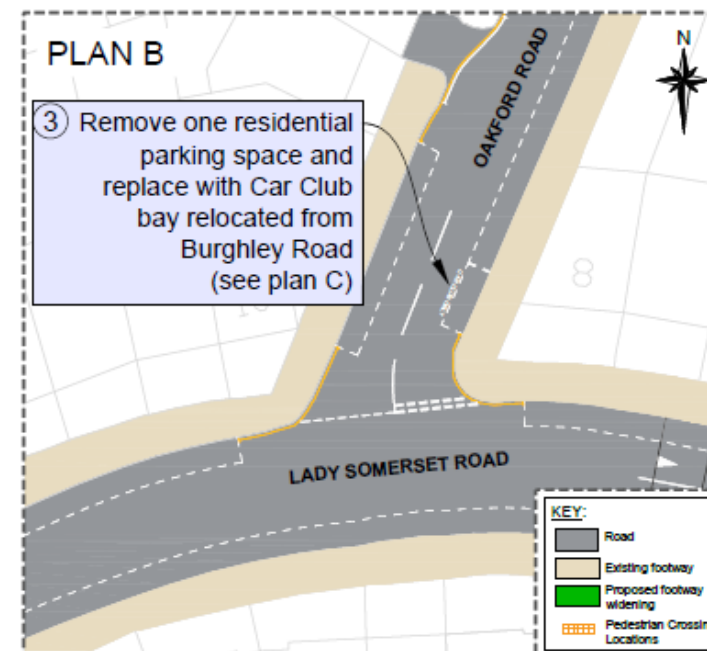 PLAN B
③ Remove one residential
parking space and
replace with Car Club
bay relocated from
Burghley Road
(see plan C)
OAKFORD ROAD
N
8
LADY SOMERSET ROAD
KEY:
Road
Existing footway
Proposed footway
widening
Pedestrian Crossin
Locations